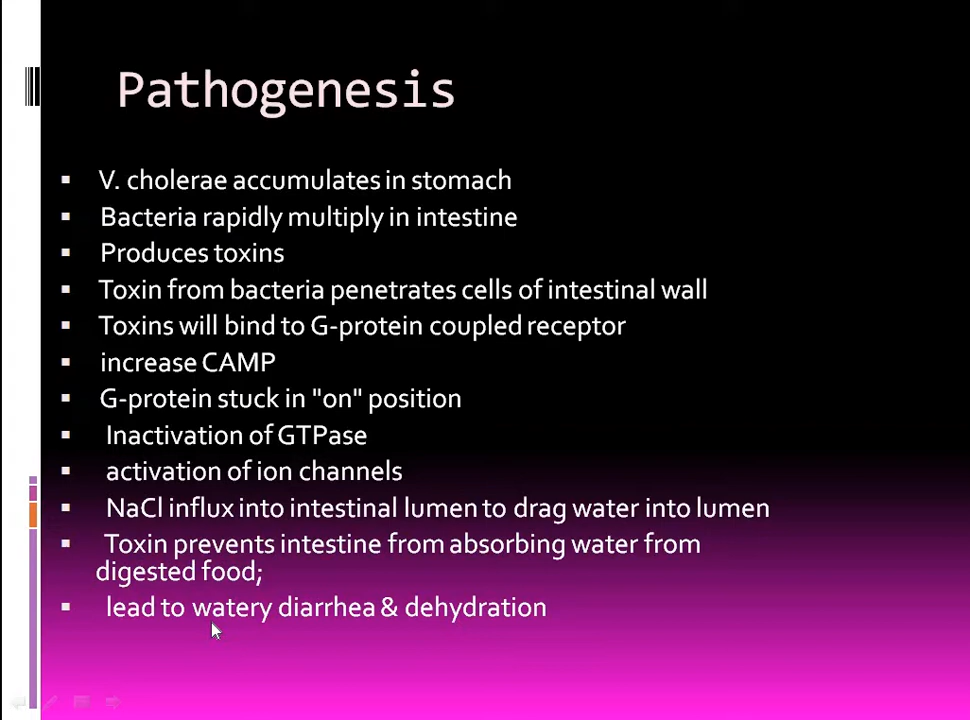 Pathogenesis
V. cholerae accumulates in stomach
Bacteria rapidly multiply in intestine
Produces toxins
Toxin from bacteria penetrates cells of intestinal wall
Toxins will bind to G-protein coupled receptor
increase CAMP
G-protein stuck in "on" position
Inactivation of GTPase
activation of ion channels
NaCl influx into intestinal lumen to drag water into lumen
Toxin prevents intestine from absorbing water from
digested food;
lead to watery diarrhea & dehydration